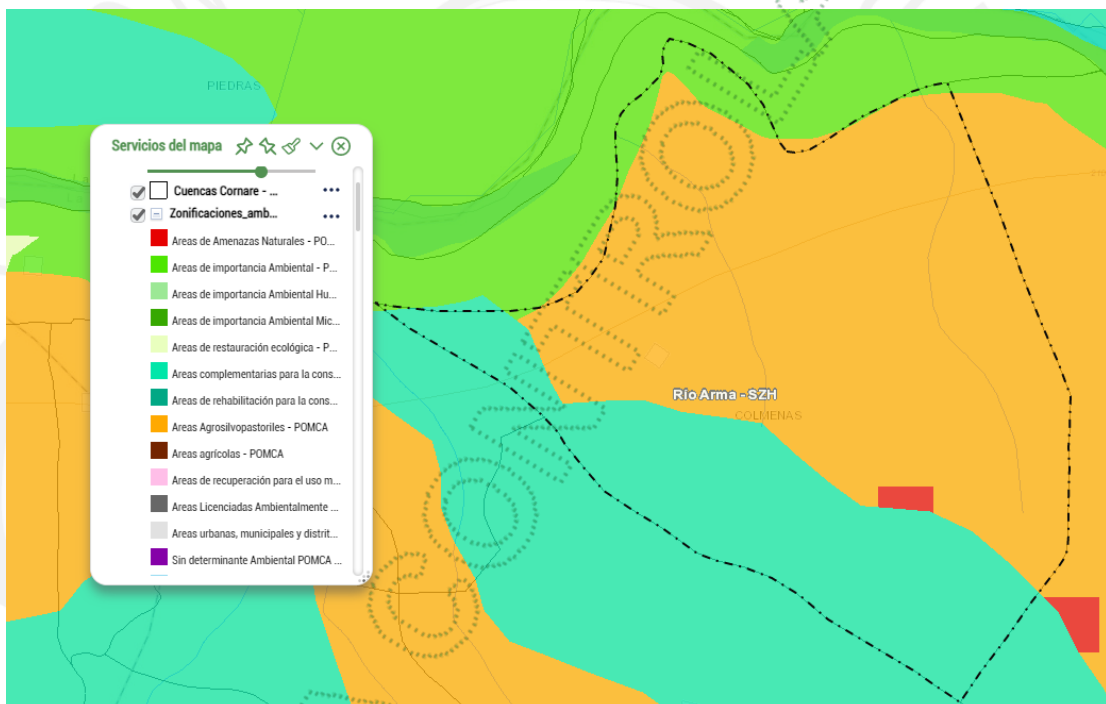 PIEDRAS
Servicios del mapa
Cuencas Cornare - ...
Zonificaciones_amb...
Areas de Amenazas Naturales - PO...
Areas de importancia Ambiental - P...
Areas de importancia Ambiental Hu...
Areas de importancia Ambiental Mic...
Areas de restauración ecológica - P...
Areas complementarias para la cons...
Areas de rehabilitación para la cons...
Areas Agrosilvopastoriles - POMCA
Areas agrícolas - POMCA
Areas de recuperación para el uso m...
Areas Licenciadas Ambientalmente ...
Areas urbanas, municipales y distrit...
Sin determinante Ambiental POMCA ...
Río Arma - SZH
COLMENAS